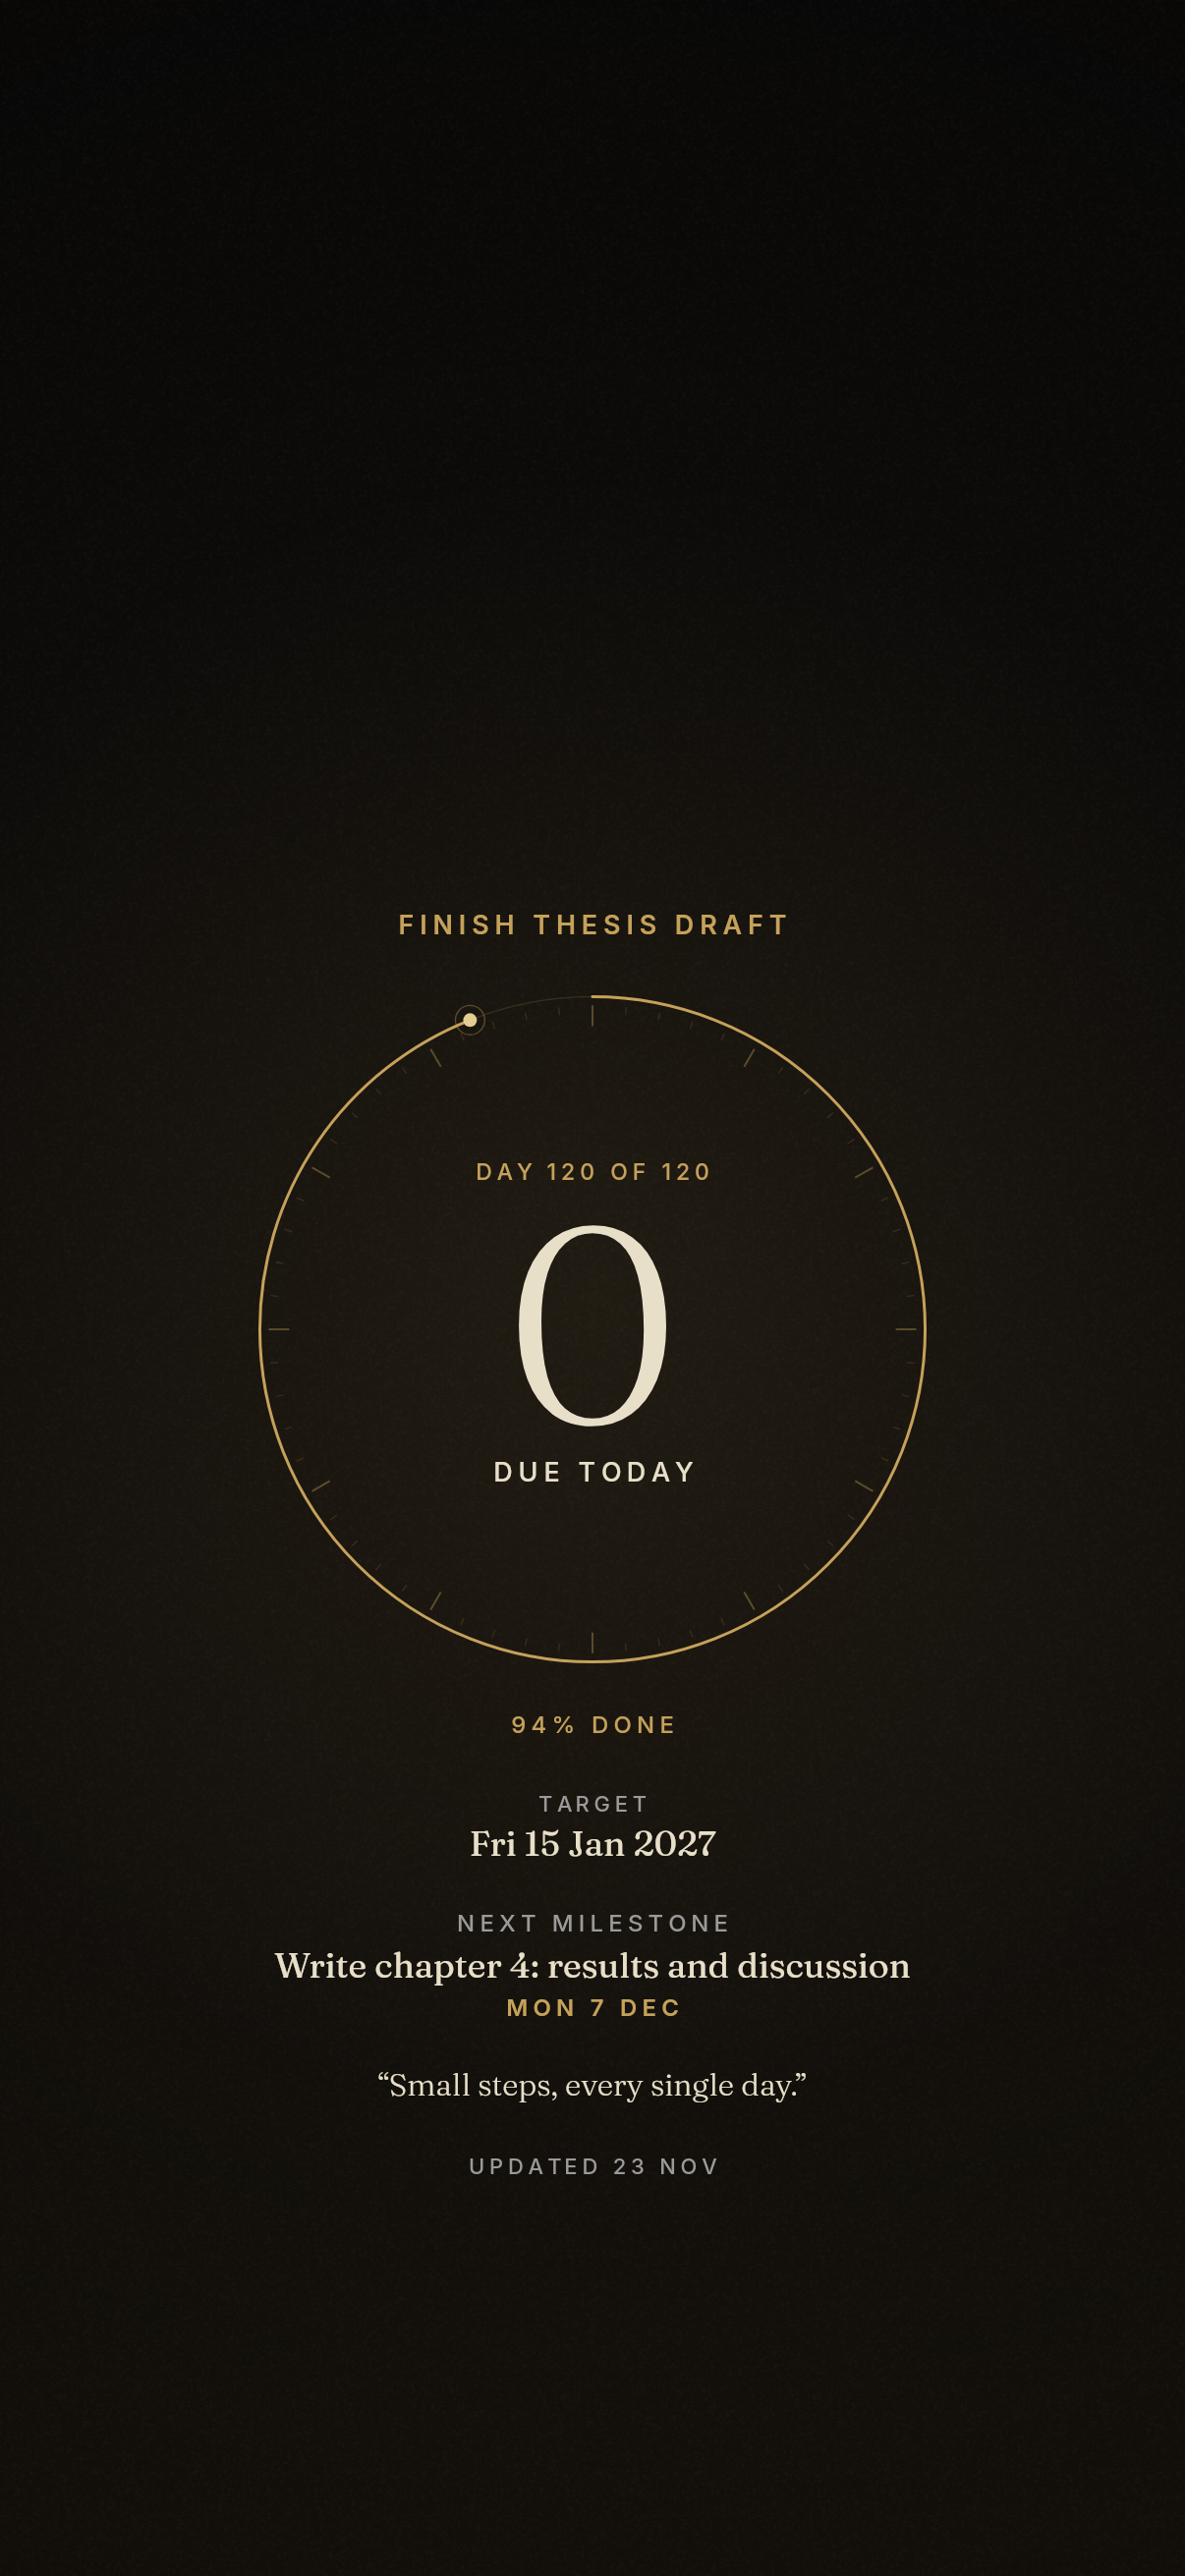 FINISH THESIS DRAFT
DAY 120 OF 120
0
DUE TODAY
94% DONE
TARGET
Fri 15 Jan 2027
NEXT MILESTONE
Write chapter 4: results and discussion
MON 7 DEC
“Small steps, every single day.”
UPDATED 23 NOV